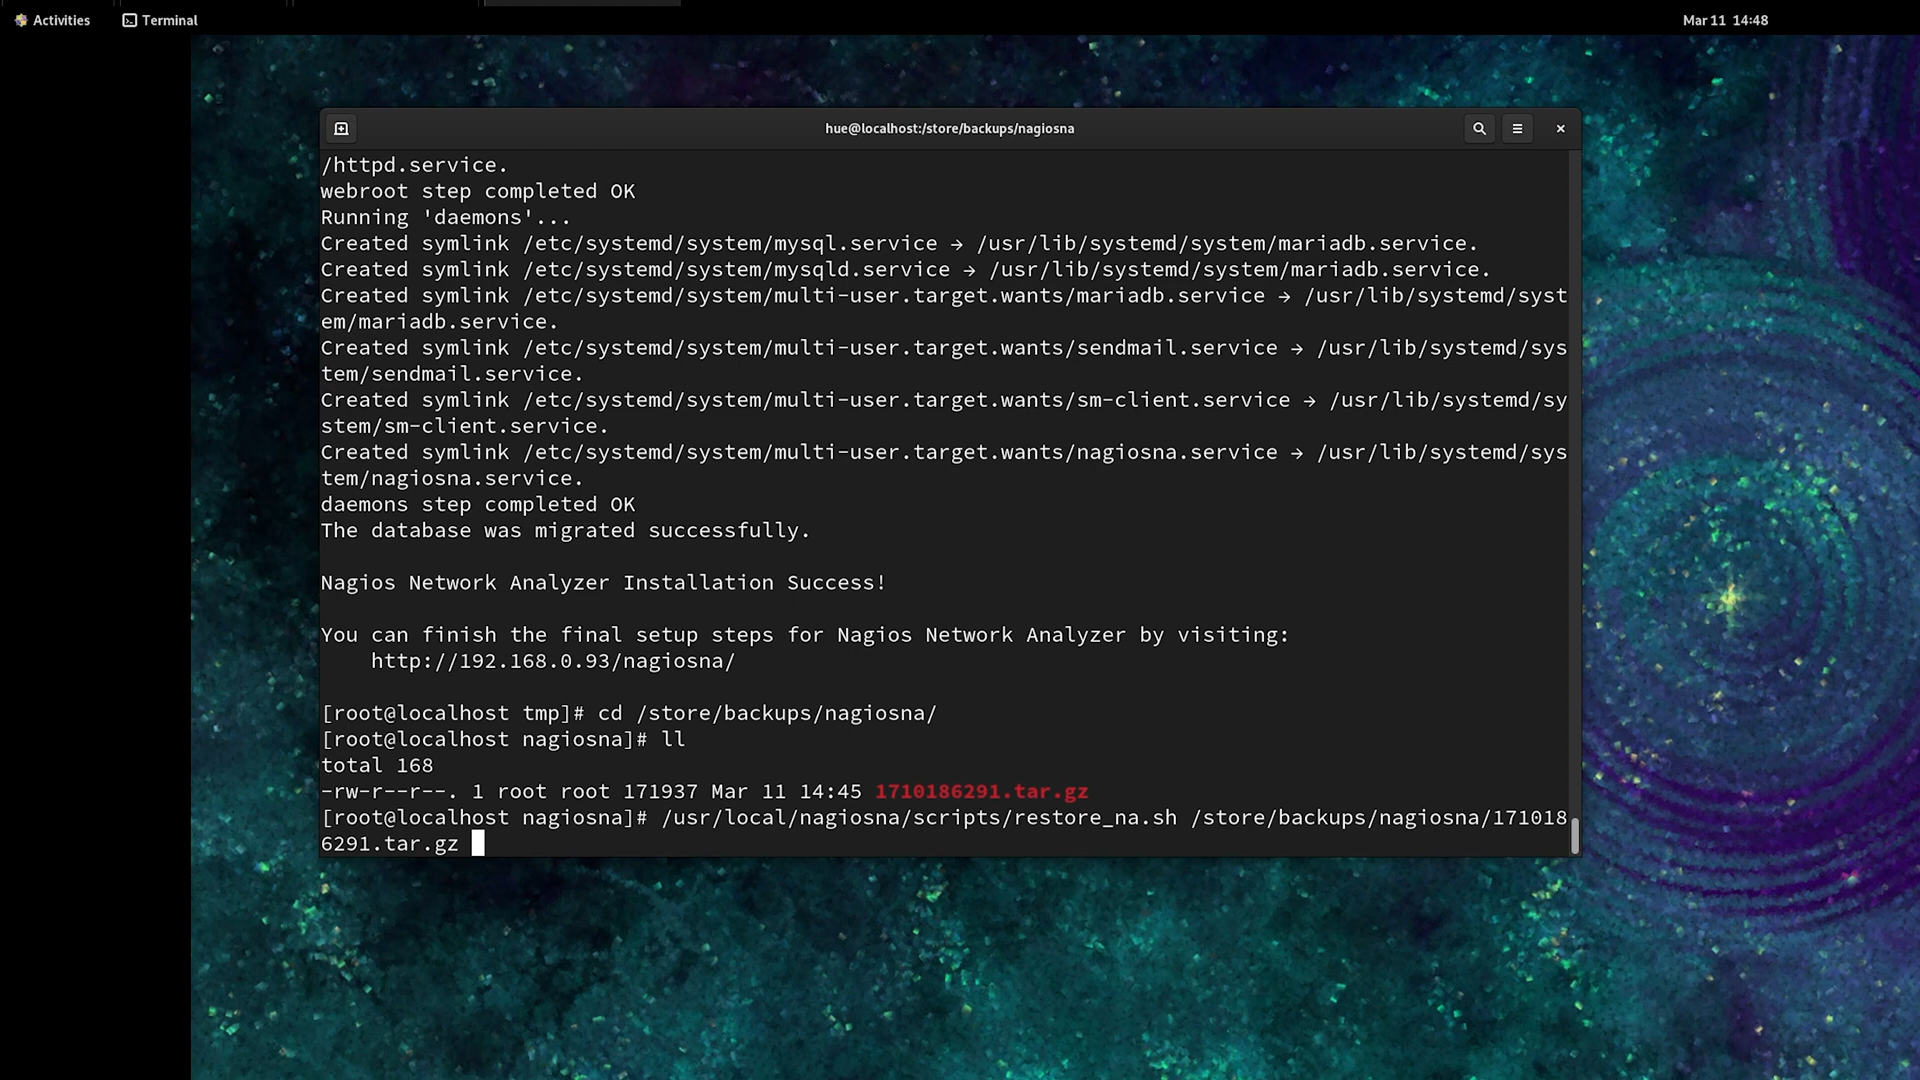 Activities Terminal Mar 11 14:48
hue@localhost:/store/backups/nagiosna
/httpd.service.
webroot step completed OK
Running 'daemons'...
Created symlink /etc/systemd/system/mysql.service → /usr/lib/systemd/system/mariadb.service.
Created symlink /etc/systemd/system/mysqld.service → /usr/lib/systemd/system/mariadb.service.
Created symlink /etc/systemd/system/multi-user.target.wants/mariadb.service → /usr/lib/systemd/syst
em/mariadb.service.
Created symlink /etc/systemd/system/multi-user.target.wants/sendmail.service → /usr/lib/systemd/sys
tem/sendmail.service.
Created symlink /etc/systemd/system/multi-user.target.wants/sm-client.service → /usr/lib/systemd/sy
stem/sm-client.service.
Created symlink /etc/systemd/system/multi-user.target.wants/nagiosna.service → /usr/lib/systemd/sys
tem/nagiosna.service.
daemons step completed OK
The database was migrated successfully.
Nagios Network Analyzer Installation Success!
You can finish the final setup steps for Nagios Network Analyzer by visiting:
http://192.168.0.93/nagiosna/
[root@localhost tmp]# cd /store/backups/nagiosna/
[root@localhost nagiosna]# ll
total 168
-rw-r--r--. 1 root root 171937 Mar 11 14:45 1710186291.tar.gz
[root@localhost nagiosna]# /usr/local/nagiosna/scripts/restore_na.sh /store/backups/nagiosna/171018
6291.tar.gz